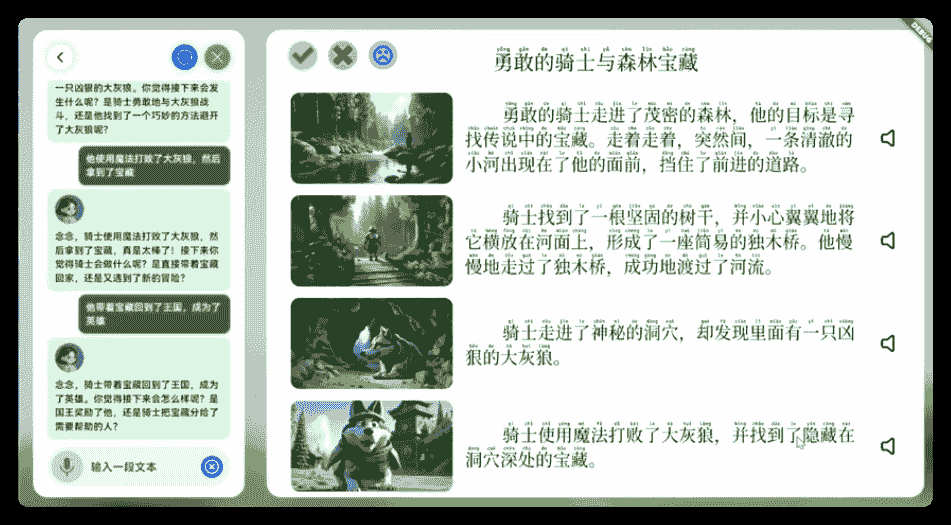 DEBUG
一只凶狠的大灰狼。你觉得接下来会发
生什么呢？是骑士勇敢地与大灰狼战
斗，还是他找到了一个巧妙的方法避开
了大灰狼呢？
他使用魔法打败了大灰狼，然后
拿到了宝藏
念念，骑士使用魔法打败了大灰狼，然
后拿到了宝藏，真是太棒了！接下来你
觉得骑士会做什么呢？是直接带着宝藏
回家，还是又遇到了新的冒险？
他带着宝藏回到了王国，成为了
英雄
念念，骑士带着宝藏回到了王国，成为
了英雄。你觉得接下来会怎么样呢？是
国王奖励了他，还是骑士把宝藏分给了
需要帮助的人？
输入一段文本
勇敢的骑士与森林宝藏
勇敢的骑士走进了茂密的森林，他的目标是寻
找传说中的宝藏。走着走着，突然间，一条清澈的
小河出现在了他的面前，挡住了前进的道路。
骑士找到了一根坚固的树干，并小心翼翼地将
它横放在河面上，形成了一座简易的独木桥。他慢
慢地走过了独木桥，成功地渡过了河流。
骑士走进了神秘的洞穴，却发现里面有一只凶
狠的大灰狼。
骑士使用魔法打败了大灰狼，并找到了隐藏在
洞穴深处的宝藏。